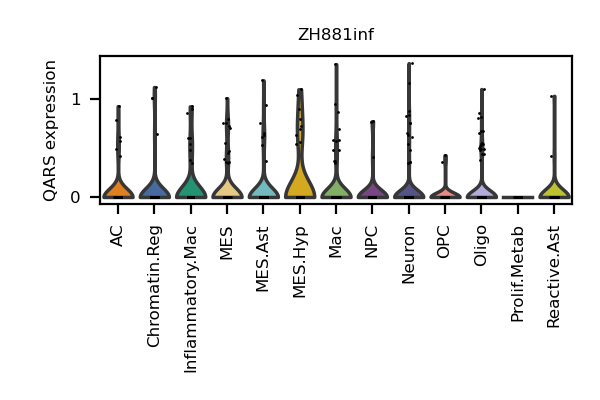 ZH881inf
QARS expression
1
0
AC
Chromatin.Reg
Inflammatory.Mac
MES
MES.Ast
MES.Hyp
Mac
NPC
Neuron
OPC
Oligo
Prolif.Metab
Reactive.Ast